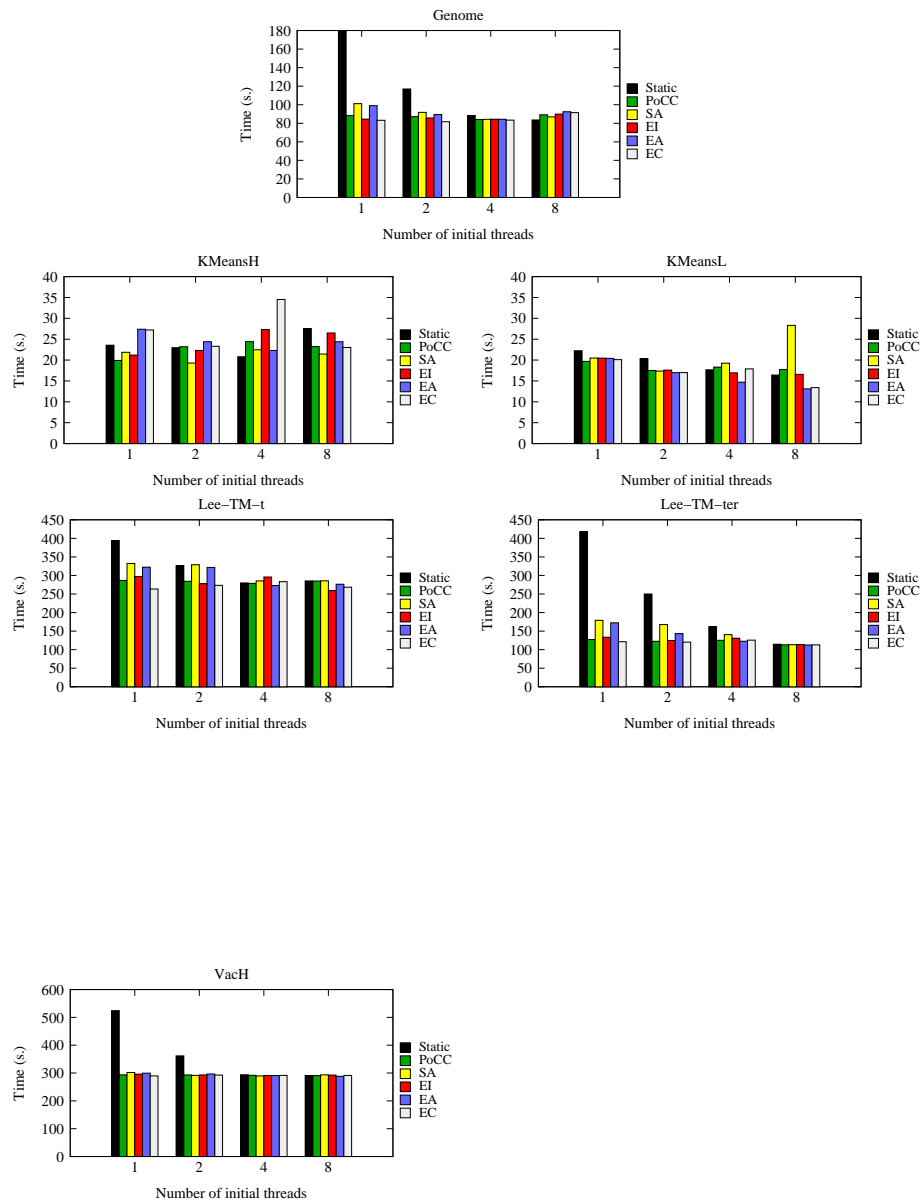 Genome
Time (s.)
180
160
140
120
100
80
60
40
20
0
1 2 4 8
Number of initial threads
Static
PoCC
SA
EI
EA
EC
KMeansH
Time (s.)
40
35
30
25
20
15
10
5
0
1 2 4 8
Number of initial threads
Static
PoCC
SA
EI
EA
EC
KMeansL
Time (s.)
40
35
30
25
20
15
10
5
0
1 2 4 8
Number of initial threads
Static
PoCC
SA
EI
EA
EC
Lee−TM−t
Time (s.)
450
400
350
300
250
200
150
100
50
0
1 2 4 8
Number of initial threads
Static
PoCC
SA
EI
EA
EC
Lee−TM−ter
Time (s.)
450
400
350
300
250
200
150
100
50
0
1 2 4 8
Number of initial threads
Static
PoCC
SA
EI
EA
EC
VacH
Time (s.)
600
500
400
300
200
100
0
1 2 4 8
Number of initial threads
Static
PoCC
SA
EI
EA
EC